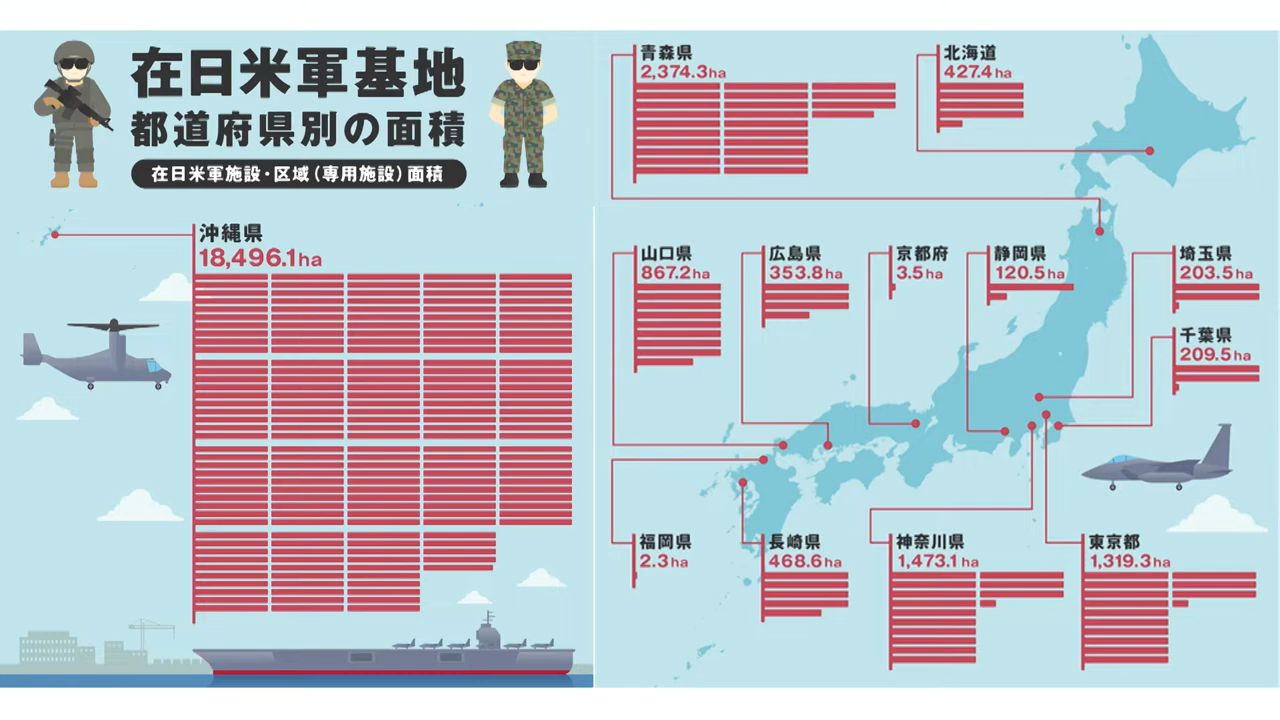 在日米軍基地
都道府県別の面積
在日米軍施設・区域（専用施設）面積
沖縄県
18,496.1ha
青森県
2,374.3ha
北海道
427.4ha
山口県
867.2ha
広島県
353.8ha
京都府
3.5ha
静岡県
120.5ha
埼玉県
203.5ha
千葉県
209.5ha
福岡県
2.3ha
長崎県
468.6ha
神奈川県
1,473.1ha
東京都
1,319.3ha